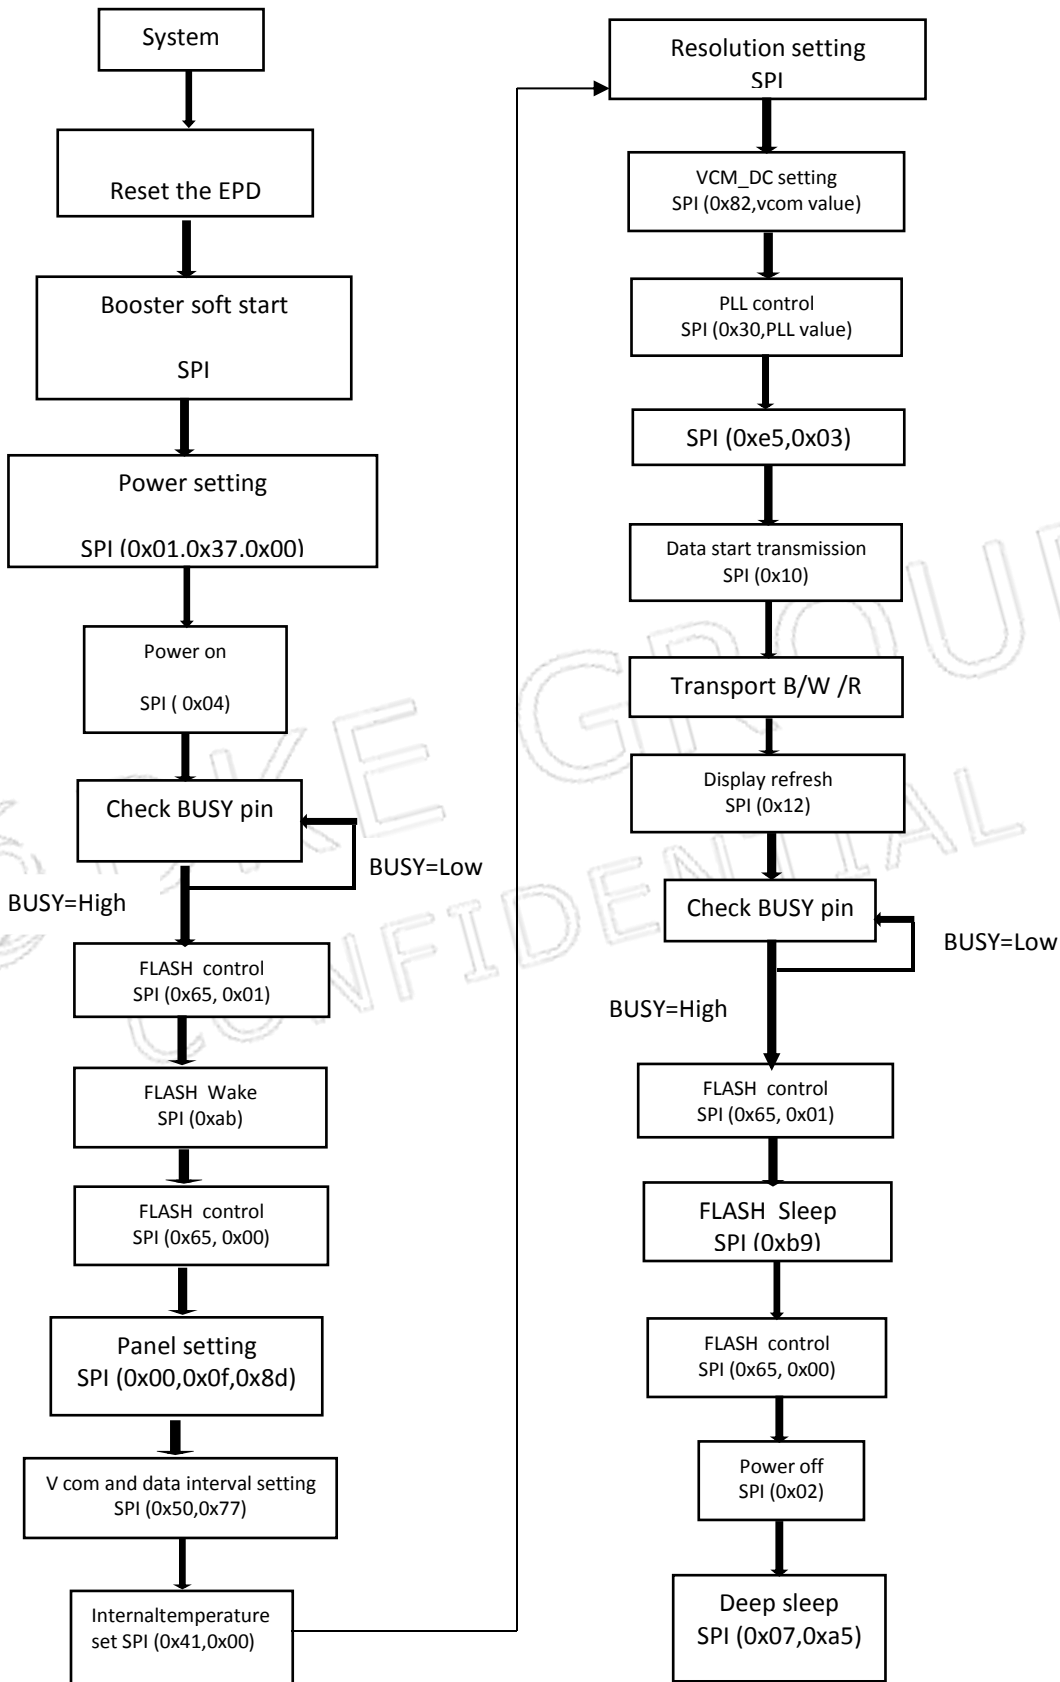 System
Reset the EPD
Booster soft start
SPI
Power setting
SPI (0x01,0x37,0x00)
Power on
SPI ( 0x04)
Check BUSY pin
BUSY=Low
BUSY=High
FLASH control
SPI (0x65, 0x01)
FLASH Wake
SPI (0xab)
FLASH control
SPI (0x65, 0x00)
Panel setting
SPI (0x00,0x0f,0x8d)
V com and data interval setting
SPI (0x50,0x77)
Internaltemperature
set SPI (0x41,0x00)
Resolution setting
SPI
VCM_DC setting
SPI (0x82,vcom value)
PLL control
SPI (0x30,PLL value)
SPI (0xe5,0x03)
Data start transmission
SPI (0x10)
Transport B/W /R
Display refresh
SPI (0x12)
Check BUSY pin
BUSY=Low
BUSY=High
FLASH control
SPI (0x65, 0x01)
FLASH Sleep
SPI (0xb9)
FLASH control
SPI (0x65, 0x00)
Power off
SPI (0x02)
Deep sleep
SPI (0x07,0xa5)
GROUP
CONFIDENTIAL